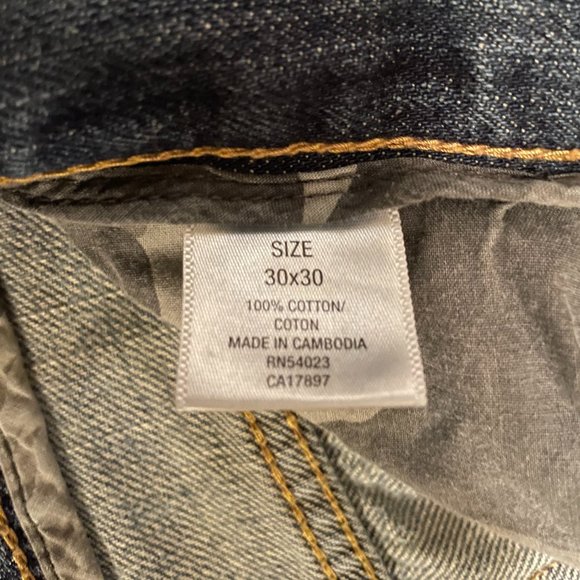 SIZE
30x30
100% COTTON/
COTON
MADE IN CAMBODIA
RN54023
CA17897